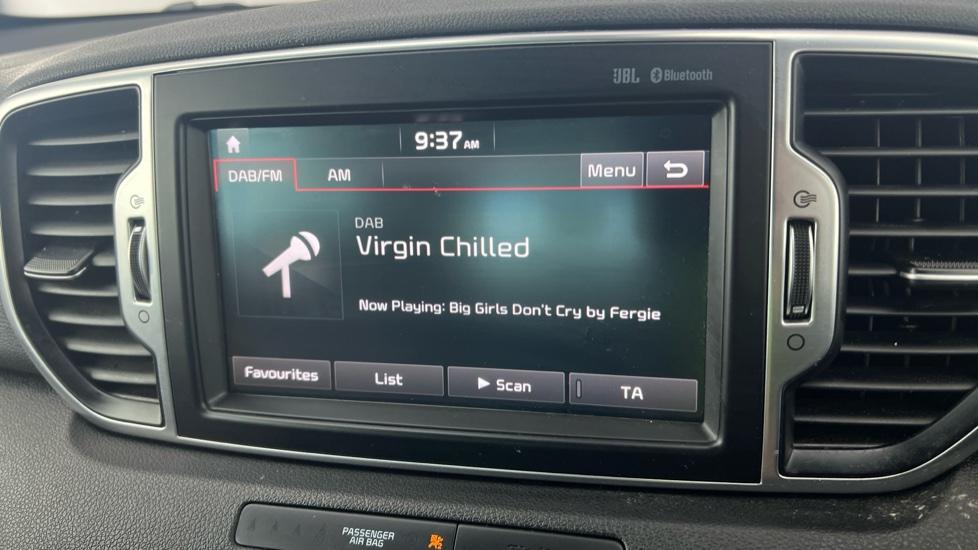 JBL Bluetooth
9:37 AM
DAB/FM AM Menu
DAB
Virgin Chilled
Now Playing: Big Girls Don't Cry by Fergie
Favourites List Scan TA
PASSENGER
AIR BAG